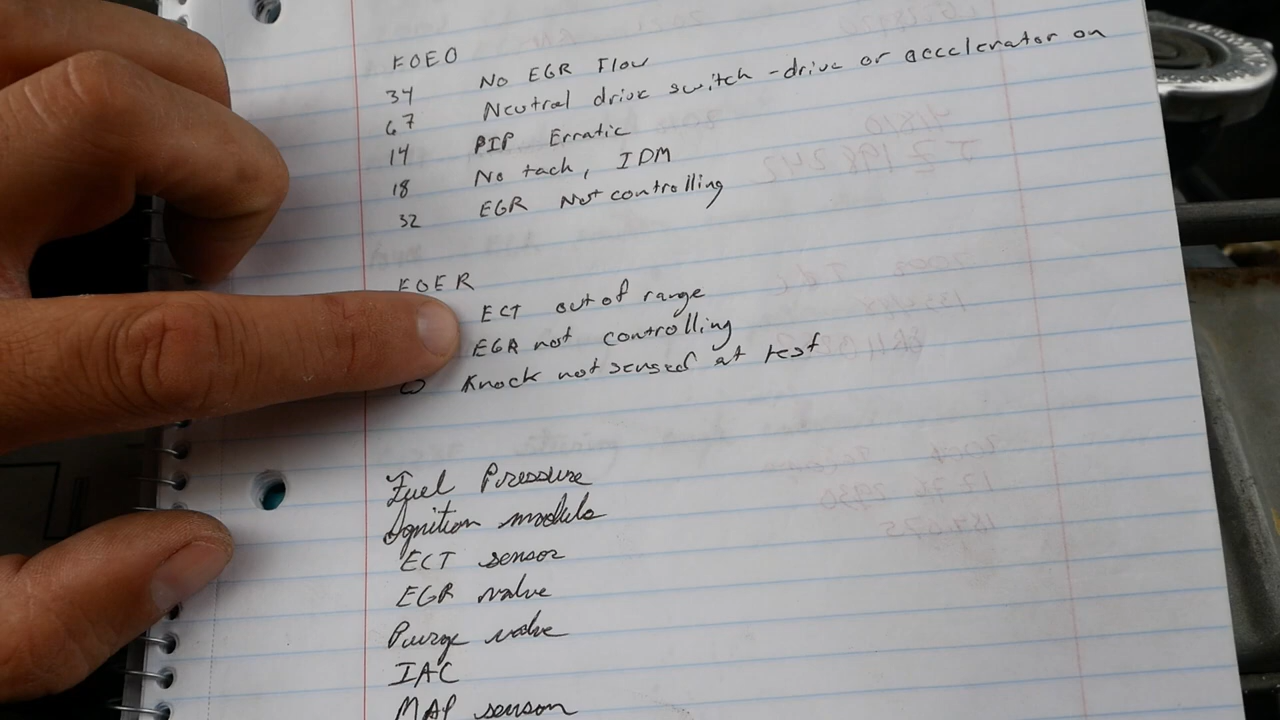 KOEO
34 No EGR Flow
67 Neutral drive switch - drive or accelerator on
14 PIP Erratic
18 No tach, IDM
32 EGR Not controlling
KOER
ECT out of range
EGR not controlling
Knock not sensed at test
Fuel Pressure
Ignition module
ECT sensor
EGR valve
Purge valve
IAC
MAP sensor